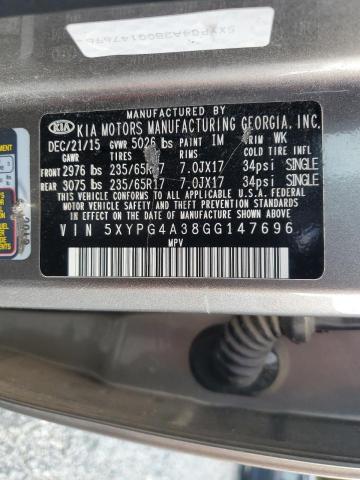 MANUFACTURED BY
KIA KIA MOTORS MANUFACTURING GEORGIA, INC.
DEC/21/15 GVWR 5026 lbs PAINT IM TRIM WK
GAWR TIRES RIMS COLD TIRE INFL
FRONT 2976 lbs 235/65R17 7.0JX17 34psi SINGLE
REAR 3075 lbs 235/65R17 7.0JX17 34psi SINGLE
THIS VEHICLE CONFORMS TO ALL APPLICABLE U.S.A. FEDERAL
MOTOR VEHICLE SAFETY AND THEFT PREVENTION STANDARDS
IN EFFECT ON THE DATE OF MANUFACTURE SHOWN ABOVE.
VIN 5XYPG4A38GG147696
MPV